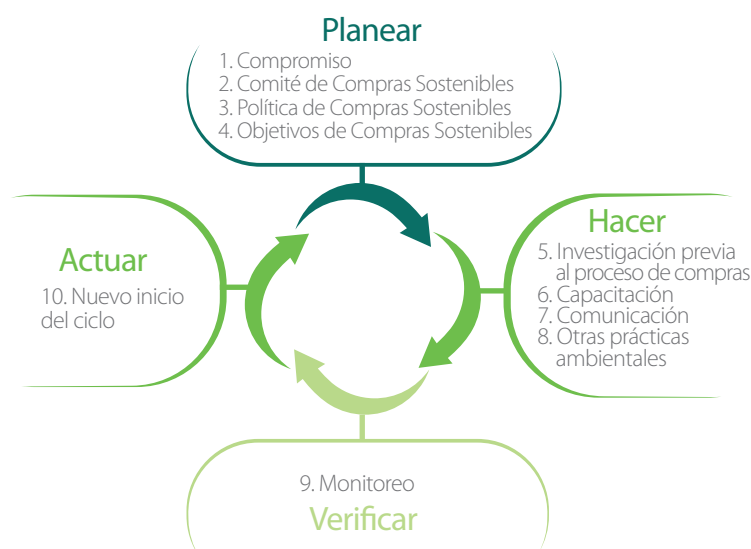 Planear
1. Compromiso
2. Comité de Compras Sostenibles
3. Política de Compras Sostenibles
4. Objetivos de Compras Sostenibles
Hacer
5. Investigación previa
al proceso de compras
6. Capacitación
7. Comunicación
8. Otras prácticas
ambientales
9. Monitoreo
Verificar
Actuar
10. Nuevo inicio
del ciclo